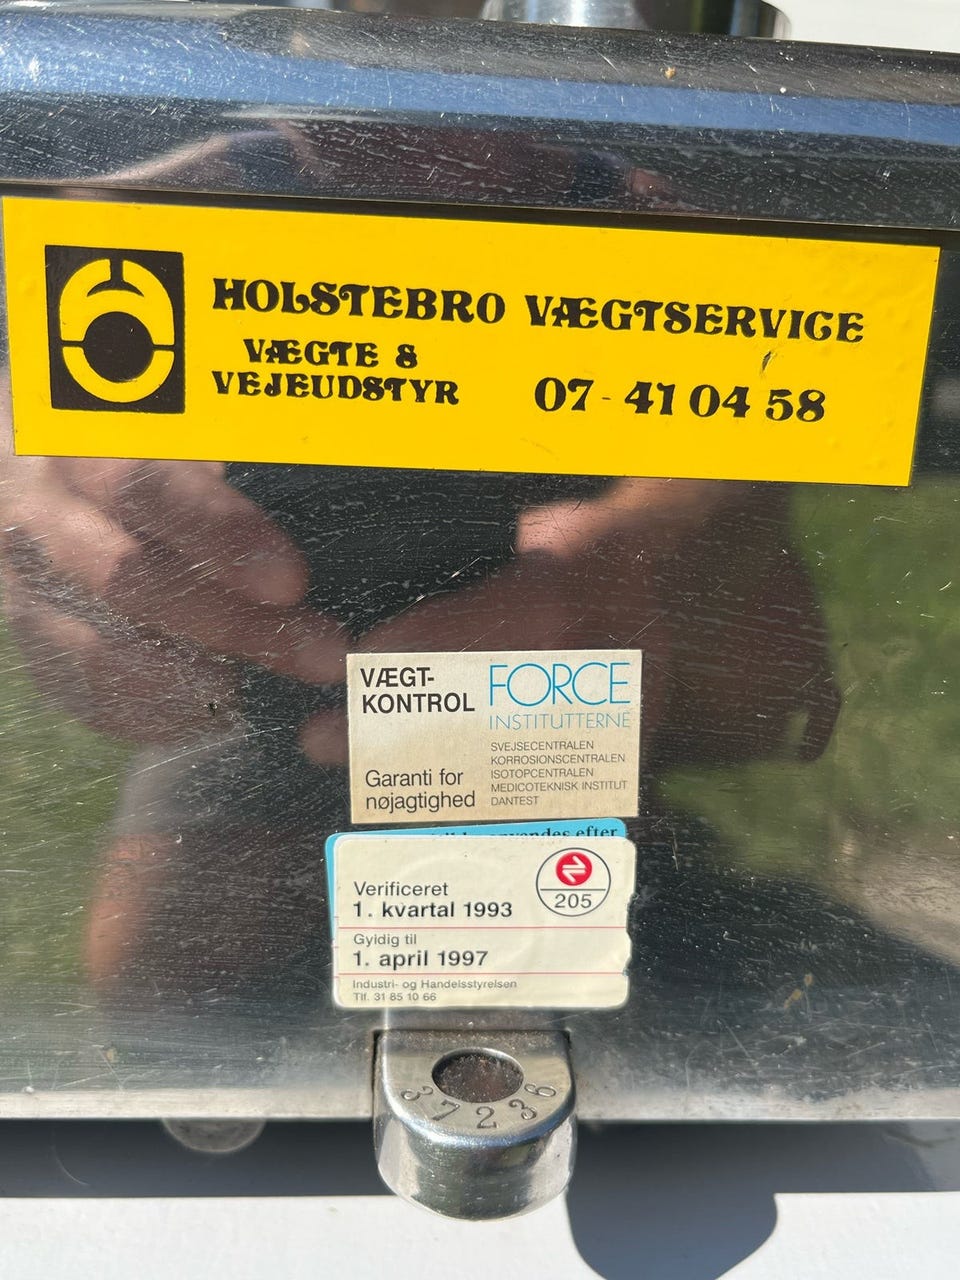 HOLSTEBRO VÆGTSERVICE
VÆGTE &
VEJEUDSTYR
07-41 04 58
VÆGT-
KONTROL
Garanti for
nøjagtighed
FORCE
INSTITUTTERNE
SVEJSECENTRALEN
KORROSIONSCENTRALEN
ISOTOPCENTRALEN
MEDICOTEKNISK INSTITUT
DANTEST
efter
Verificeret
1. kvartal 1993
205
Gyldig til
1. april 1997
Industri- og Handelsstyrelsen
Tlf. 31 85 10 66
37236